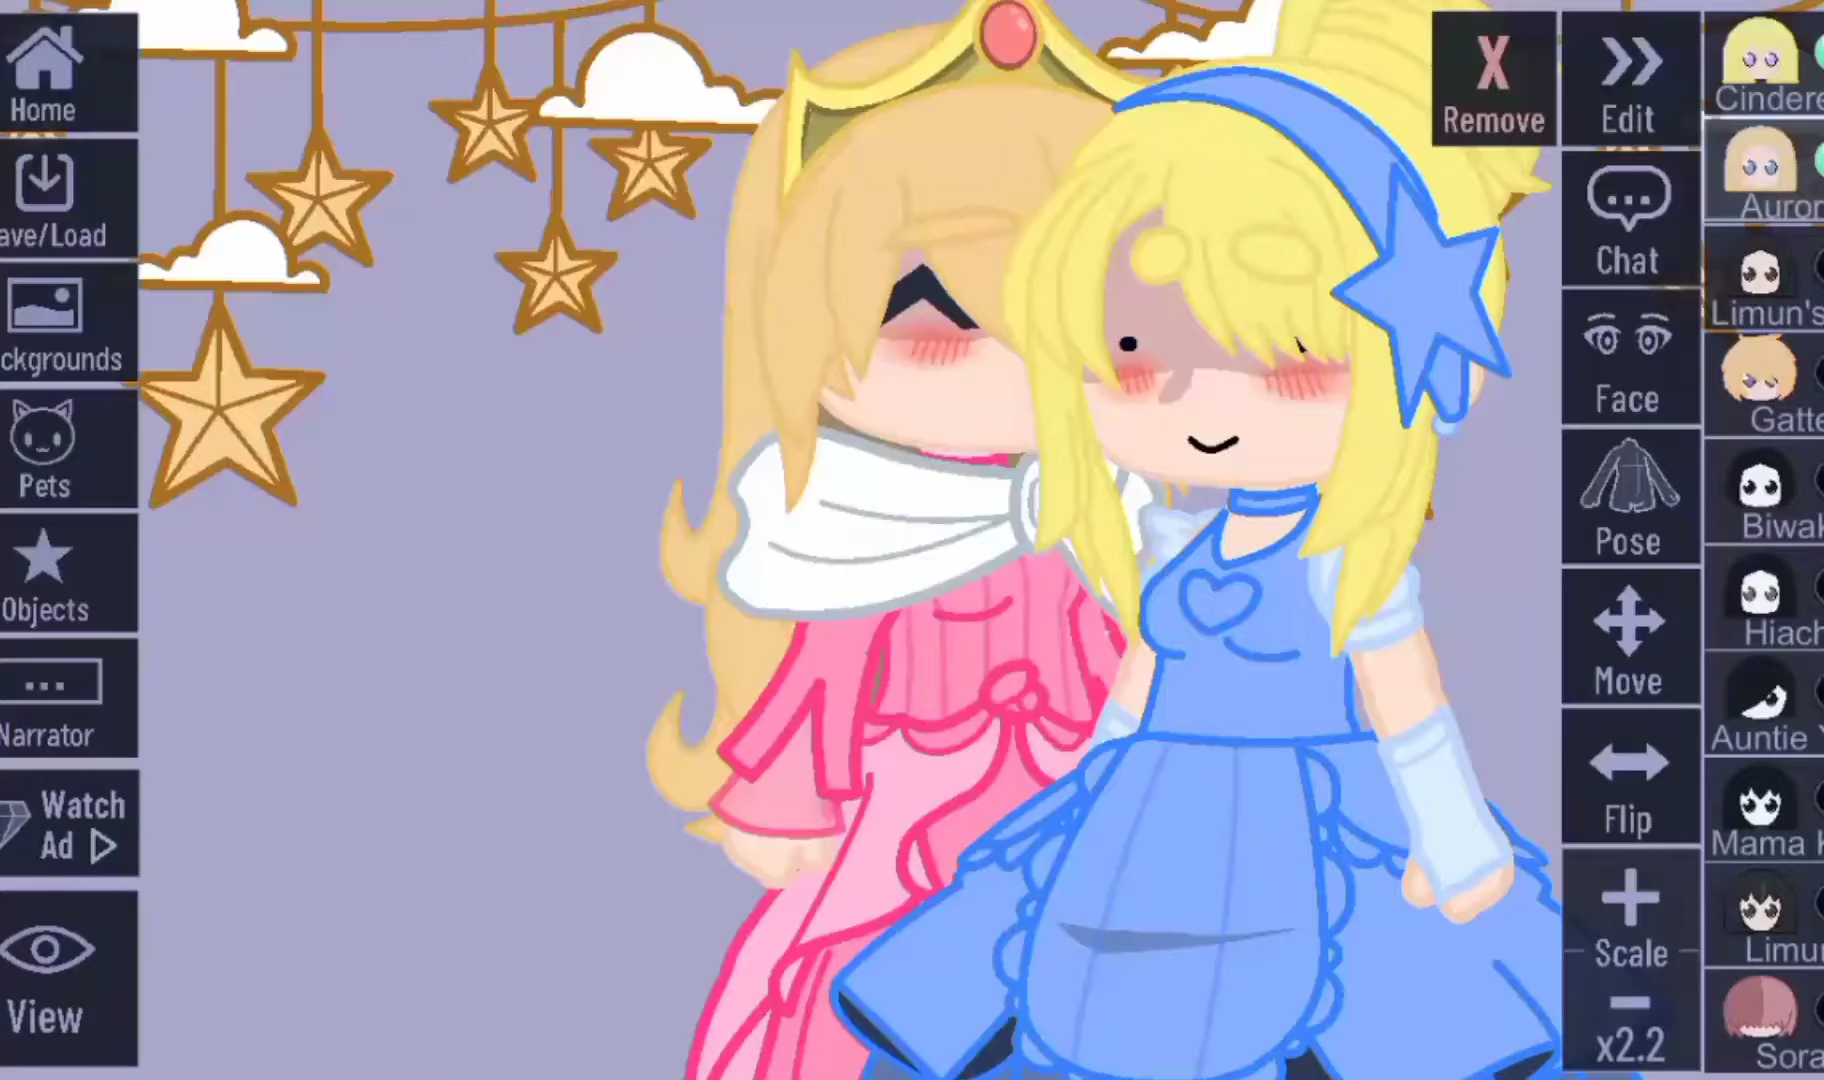 Home
ave/Load
ckgrounds
Pets
Objects
Narrator
Watch
Ad
View
X
Remove
Edit
Chat
Face
Pose
Move
Flip
Scale
x2.2
Cindere
Auror
Limun's
Gatte
Biwak
Hiach
Auntie Y
Mama K
Limu
Sora